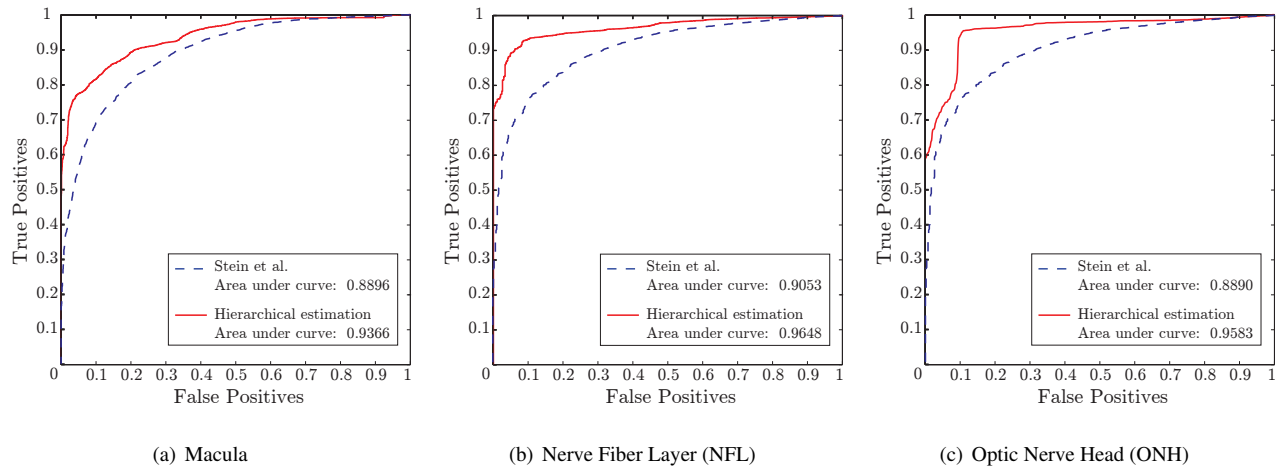 True Positives
1
0.9
0.8
0.7
0.6
0.5
0.4
0.3
0.2
0.1
0 0.1 0.2 0.3 0.4 0.5 0.6 0.7 0.8 0.9 1
False Positives
Stein et al.
Area under curve: 0.8896
Hierarchical estimation
Area under curve: 0.9366
(a) Macula
True Positives
1
0.9
0.8
0.7
0.6
0.5
0.4
0.3
0.2
0.1
0 0.1 0.2 0.3 0.4 0.5 0.6 0.7 0.8 0.9 1
False Positives
Stein et al.
Area under curve: 0.9053
Hierarchical estimation
Area under curve: 0.9648
(b) Nerve Fiber Layer (NFL)
True Positives
1
0.9
0.8
0.7
0.6
0.5
0.4
0.3
0.2
0.1
0 0.1 0.2 0.3 0.4 0.5 0.6 0.7 0.8 0.9 1
False Positives
Stein et al.
Area under curve: 0.8890
Hierarchical estimation
Area under curve: 0.9583
(c) Optic Nerve Head (ONH)